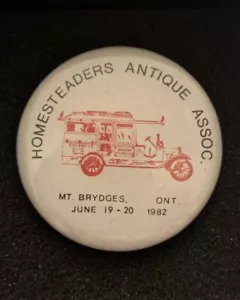 HOMESTEADERS ANTIQUE ASSOC.
MT. BRYDGES, ONT.
JUNE 19-20 1982